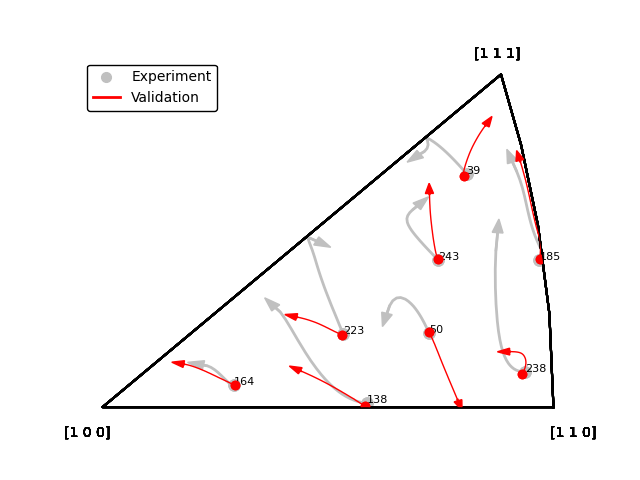 [1 1 1]
Experiment
Validation
39
243
185
223
50
238
164
138
[1 0 0]
[1 1 0]